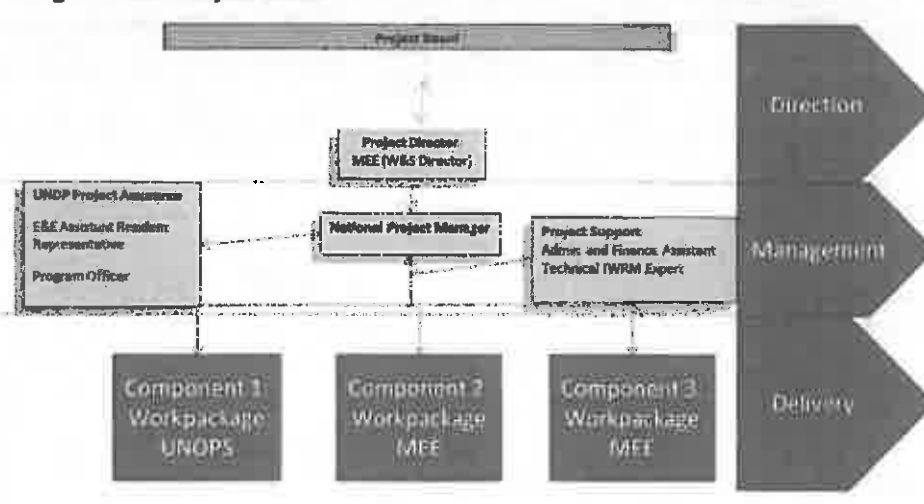 Project Board
Direction
Project Director
MEE (W&S Director)
UNDP Project Assurance
E&E Assistant Resident
Representative
Program Officer
National Project Manager
Project Support
Admin and Finance Assistant
Technical IWRM Expert
Management
Component 1:
Workpackage
UNOPS
Component 2
Workpackage
MEE
Component 3
Workpackage
MEE
Delivery